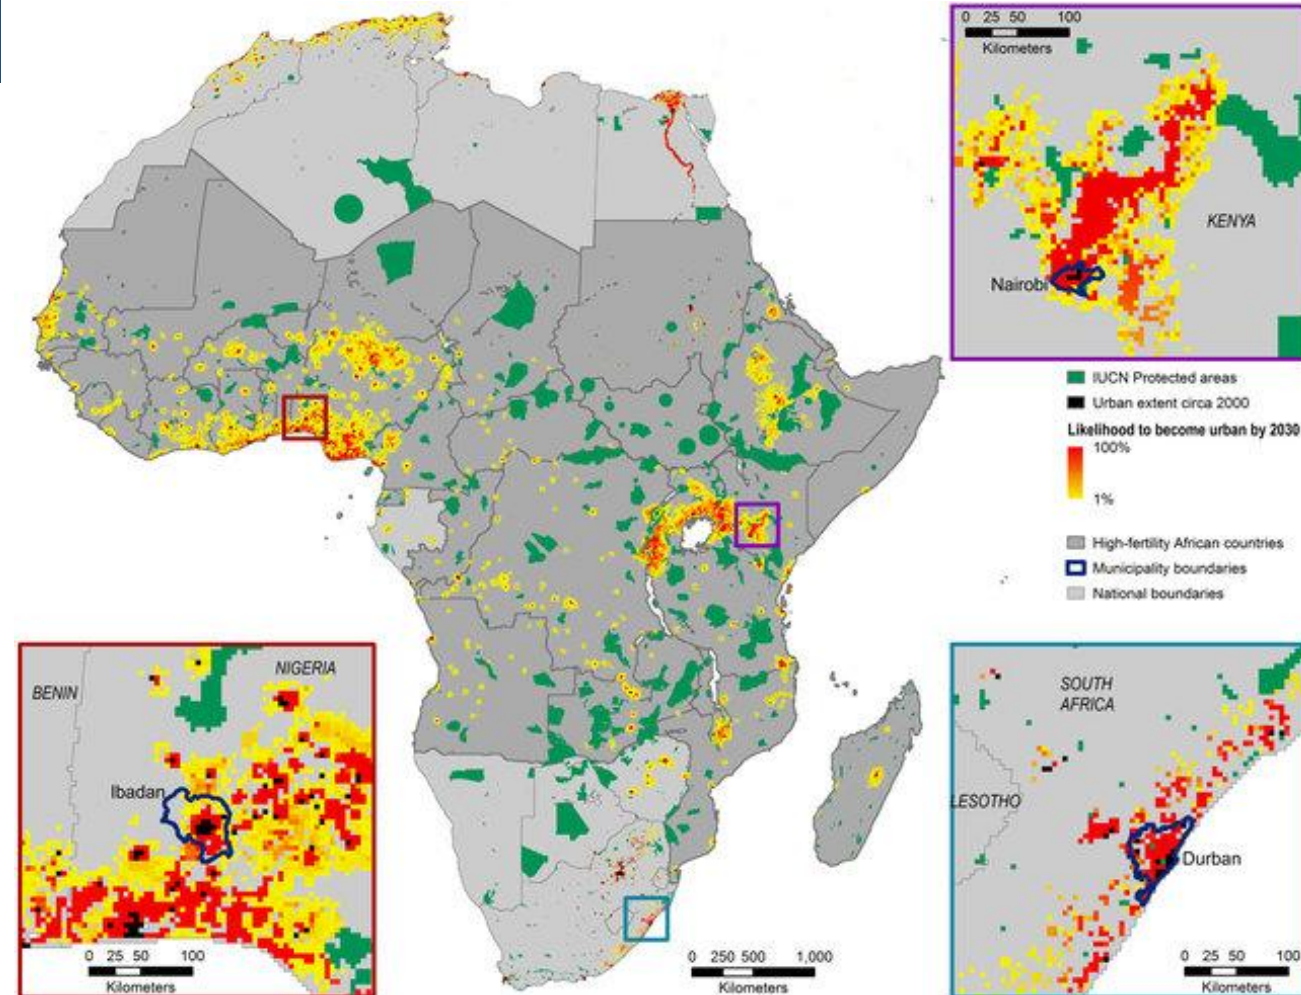 0 25 50 100
Kilometers
KENYA
Nairobi
IUCN Protected areas
Urban extent circa 2000
Likelihood to become urban by 2030
100%
1%
High-fertility African countries
Municipality boundaries
National boundaries
BENIN
NIGERIA
Ibadan
0 25 50 100
Kilometers
0 250 500 1,000
Kilometers
SOUTH
AFRICA
LESOTHO
Durban
0 25 50 100
Kilometers